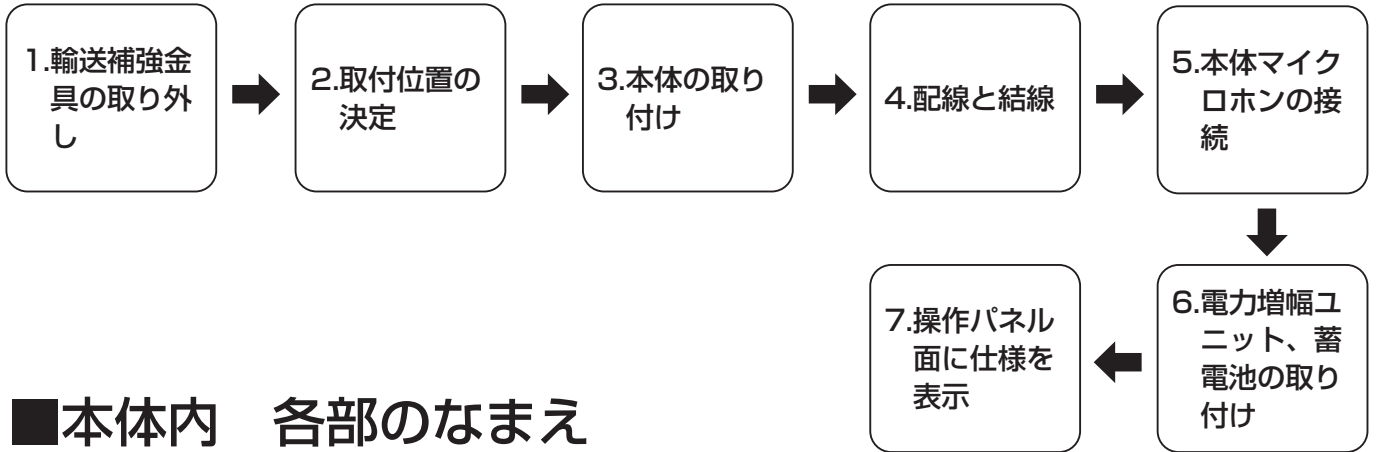 1.輸送補強金
具の取り外
し
2.取付位置の
決定
3.本体の取り
付け
4.配線と結線
5.本体マイク
ロホンの接
続
6.電力増幅ユ
ニット、蓄
電池の取り
付け
7.操作パネル
面に仕様を
表示
■本体内　各部のなまえ